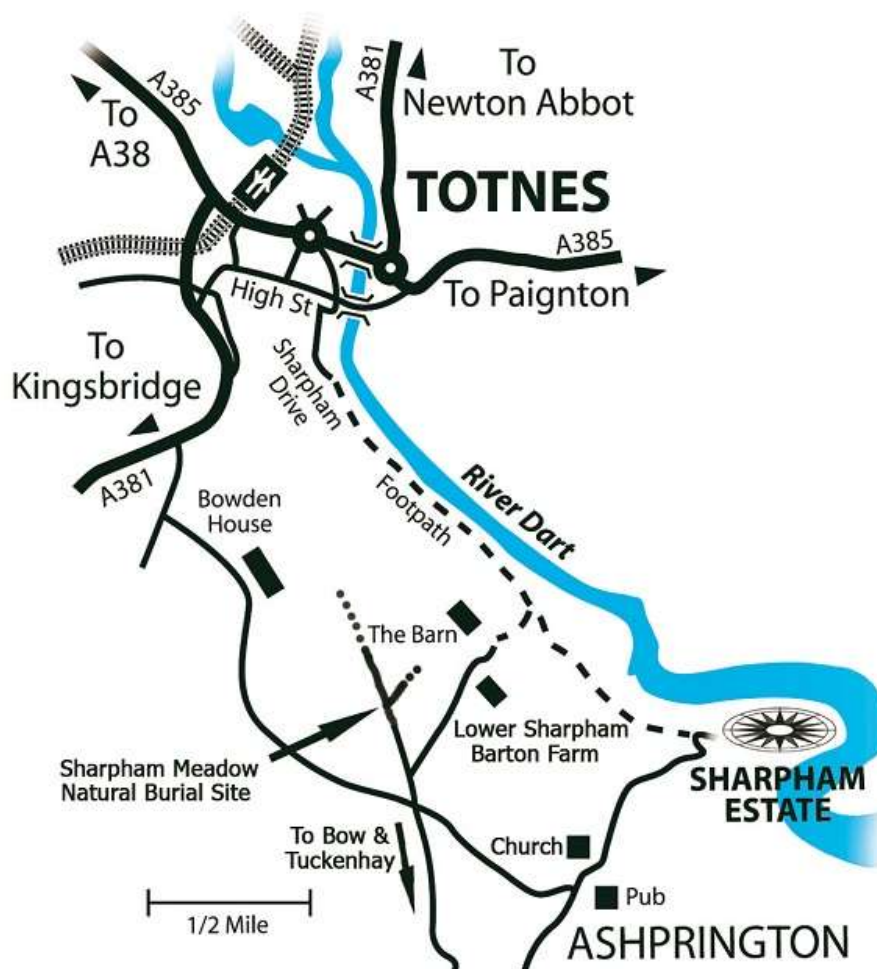 A385
To
A38
A381
To
Newton Abbot
TOTNES
A385
To Paignton
High St
To
Kingsbridge
A381
Sharpham
Drive
Footpath
River Dart
Bowden
House
The Barn
Lower Sharpham
Barton Farm
Sharpham Meadow
Natural Burial Site
SHARPHAM
ESTATE
To Bow &
Tuckenhay
Church
Pub
1/2 Mile
ASHPRINGTON